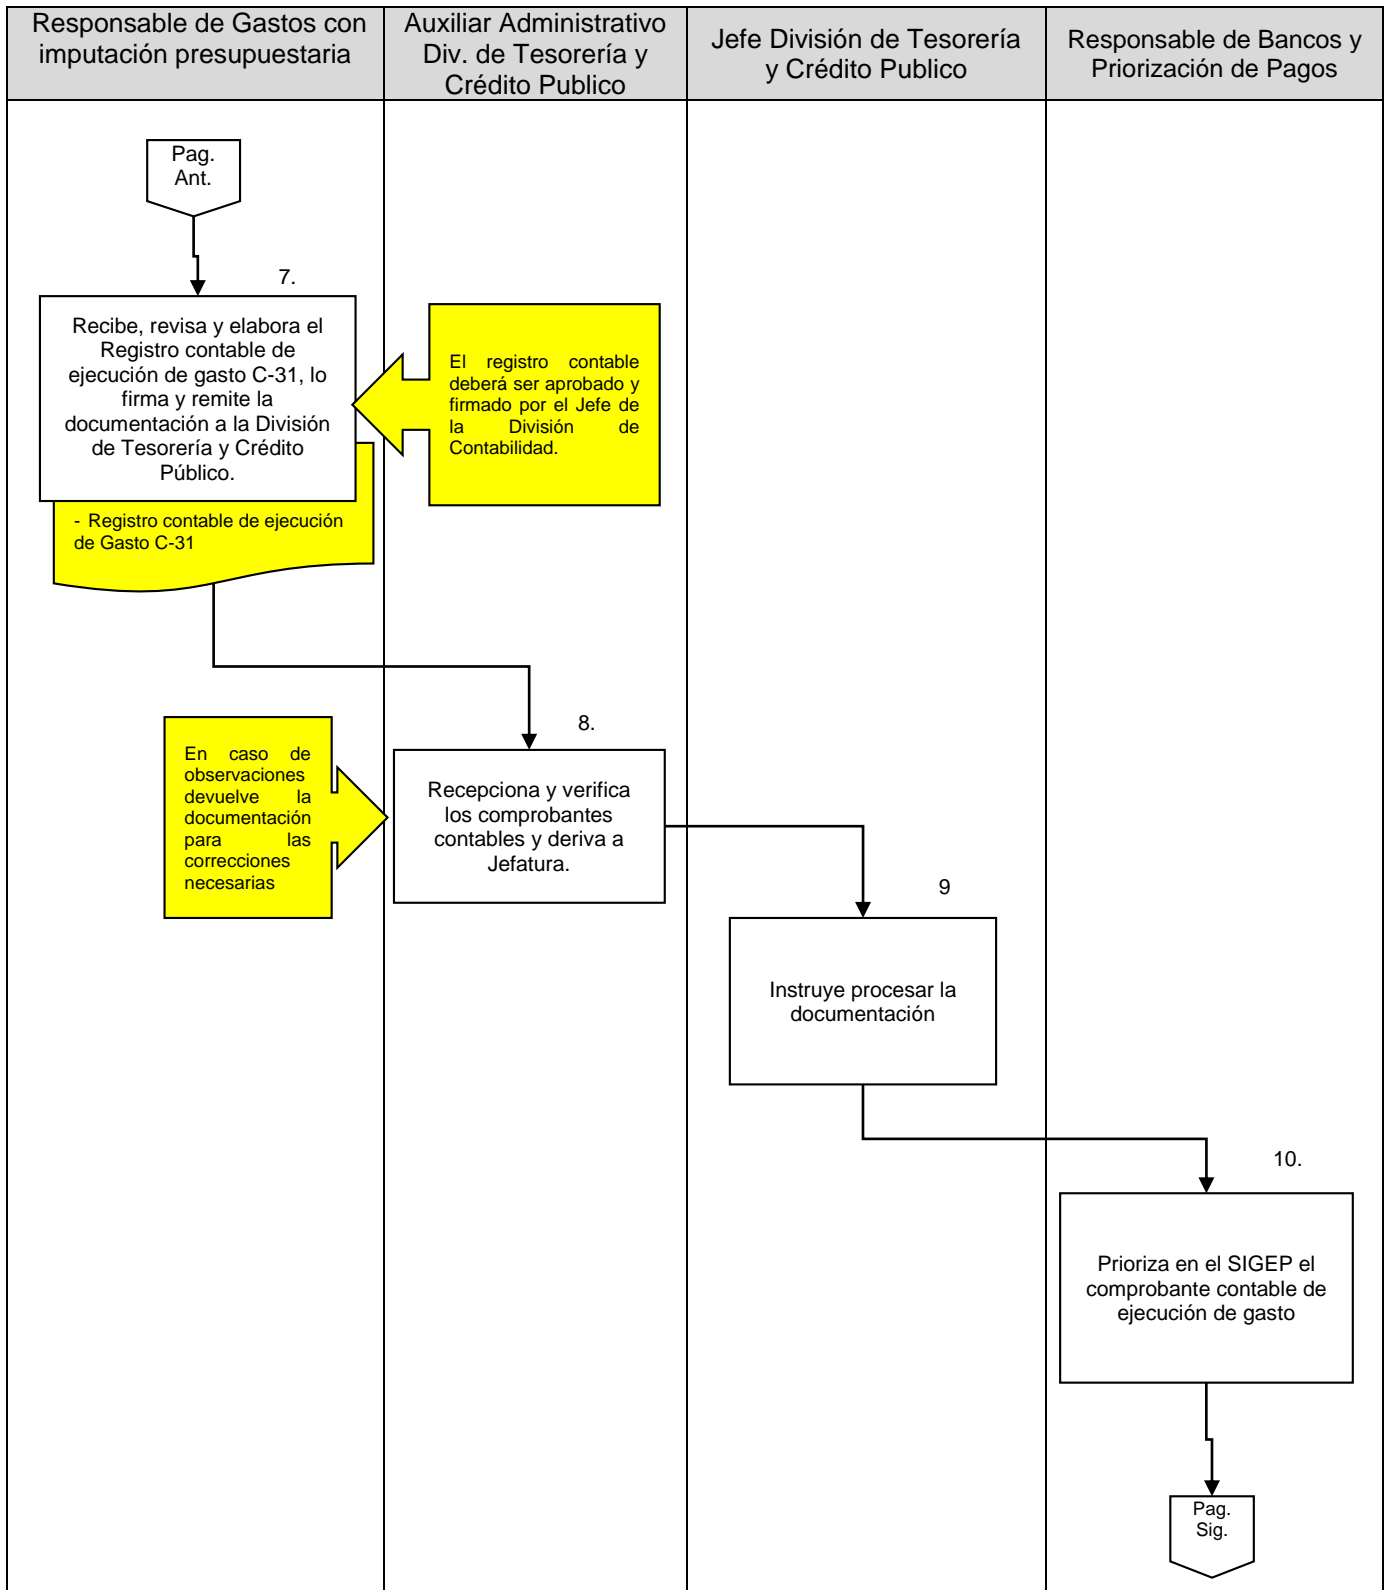 Responsable de Gastos con
imputación presupuestaria
Auxiliar Administrativo
Div. de Tesorería y
Crédito Publico
Jefe División de Tesorería
y Crédito Publico
Responsable de Bancos y
Priorización de Pagos
Pag.
Ant.
7.
Recibe, revisa y elabora el
Registro contable de
ejecución de gasto C-31, lo
firma y remite la
documentación a la División
de Tesorería y Crédito
Público.
- Registro contable de ejecución
de Gasto C-31
El registro contable
deberá ser aprobado y
firmado por el Jefe de
la División de
Contabilidad.
En caso de
observaciones
devuelve la
documentación
para las
correcciones
necesarias
8.
Recepciona y verifica
los comprobantes
contables y deriva a
Jefatura.
9
Instruye procesar la
documentación
10.
Prioriza en el SIGEP el
comprobante contable de
ejecución de gasto
Pag.
Sig.